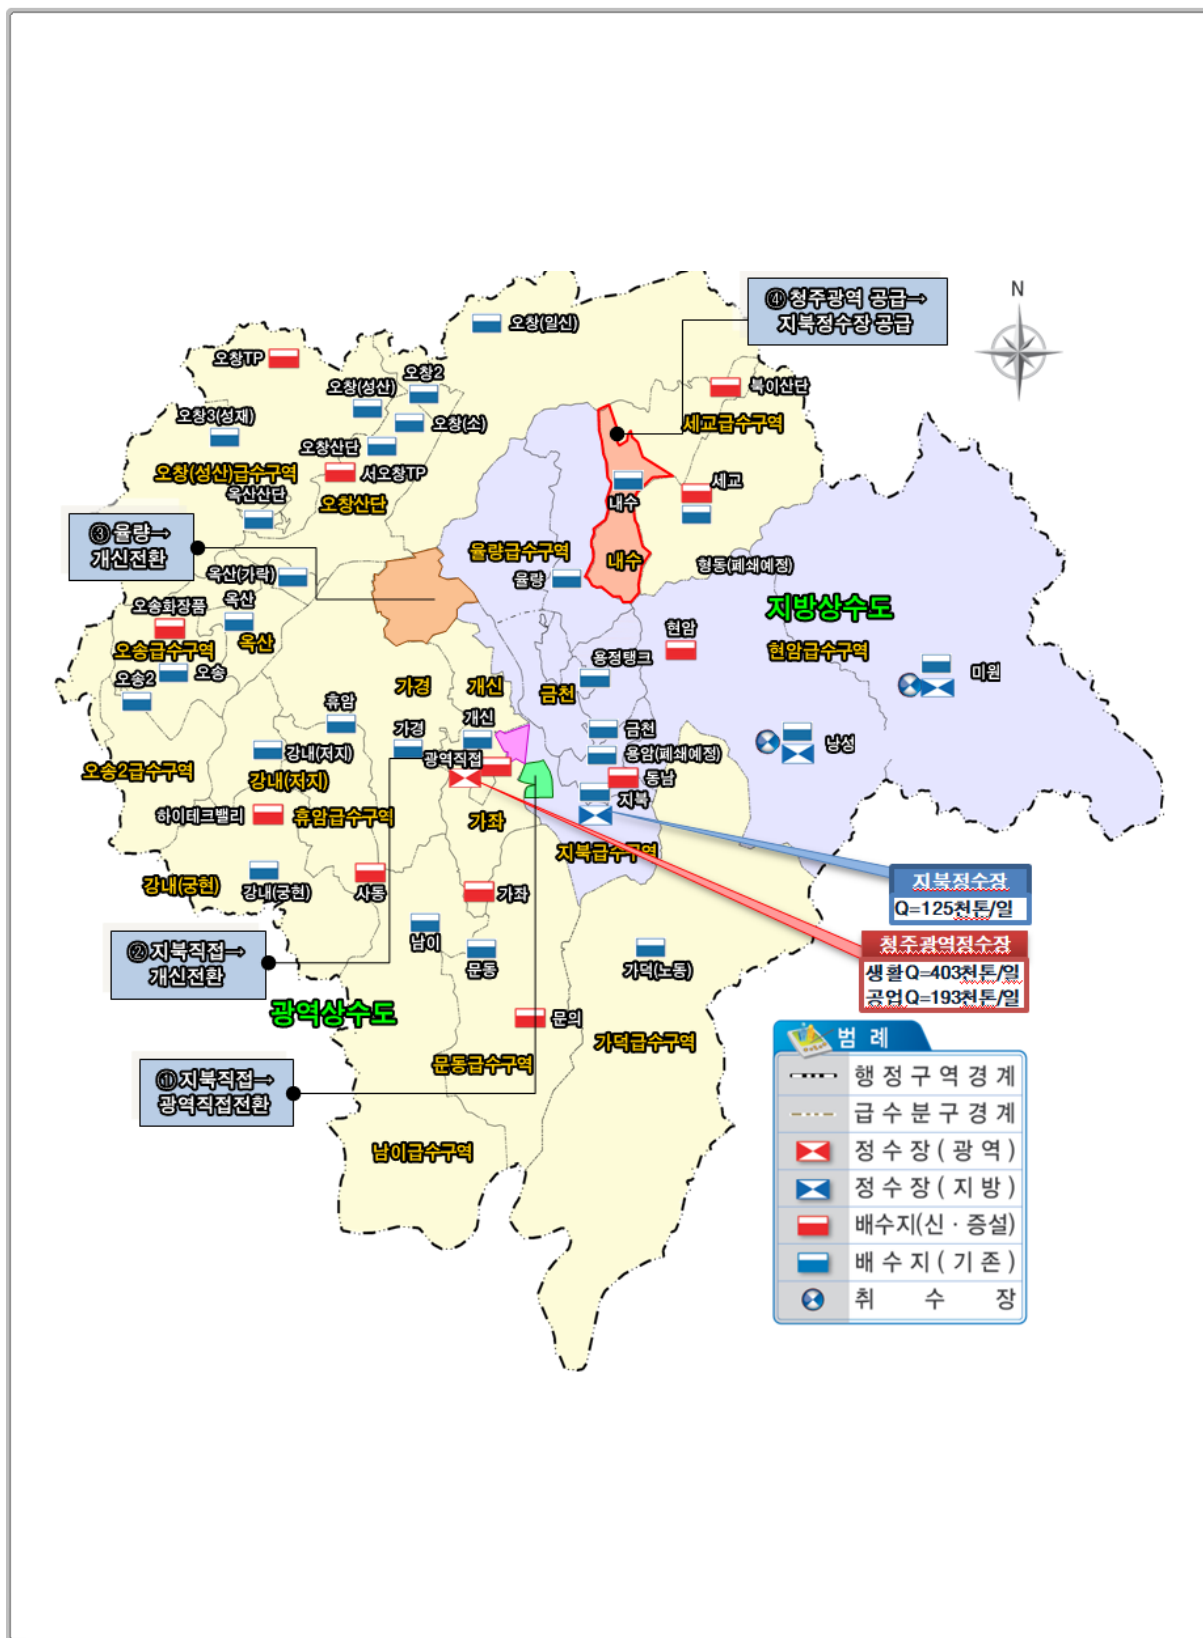 ④ 청주광역 공급→
지북정수장 공급
N
오창(일신)
오창TP
오창2
오창(성산)
북이산단
오창3(성재)
오창(소)
세교급수구역
오창산단
오창(성산)급수구역
서오창TP
세교
옥산산단
오창산단
내수
③ 율량→
개신전환
율량급수구역
내수
형동(폐쇄예정)
옥산(가락)
율량
오송화장품
옥산
지방상수도
옥산
현암
오송급수구역
현암급수구역
용정탱크
오송
미원
오송2
가경
개신
금천
휴암
가경
개신
금천
낭성
강내(저지)
용암(폐쇄예정)
광역직접
오송2급수구역
강내(저지)
동남
지북
하이테크밸리
휴암급수구역
가좌
지북급수구역
강내(궁현)
강내(궁현)
사동
가좌
지북정수장
Q=125천톤/일
남이
청주광역정수장
② 지북직접→
개신전환
문동
가덕(노동)
생활Q=403천톤/일
공업Q=193천톤/일
광역상수도
문의
가덕급수구역
범 례
문동급수구역
행정구역경계
① 지북직접→
광역직접전환
급수분구경계
정수장(광역)
남이급수구역
정수장(지방)
배수지(신·증설)
배수지(기존)
취 수 장